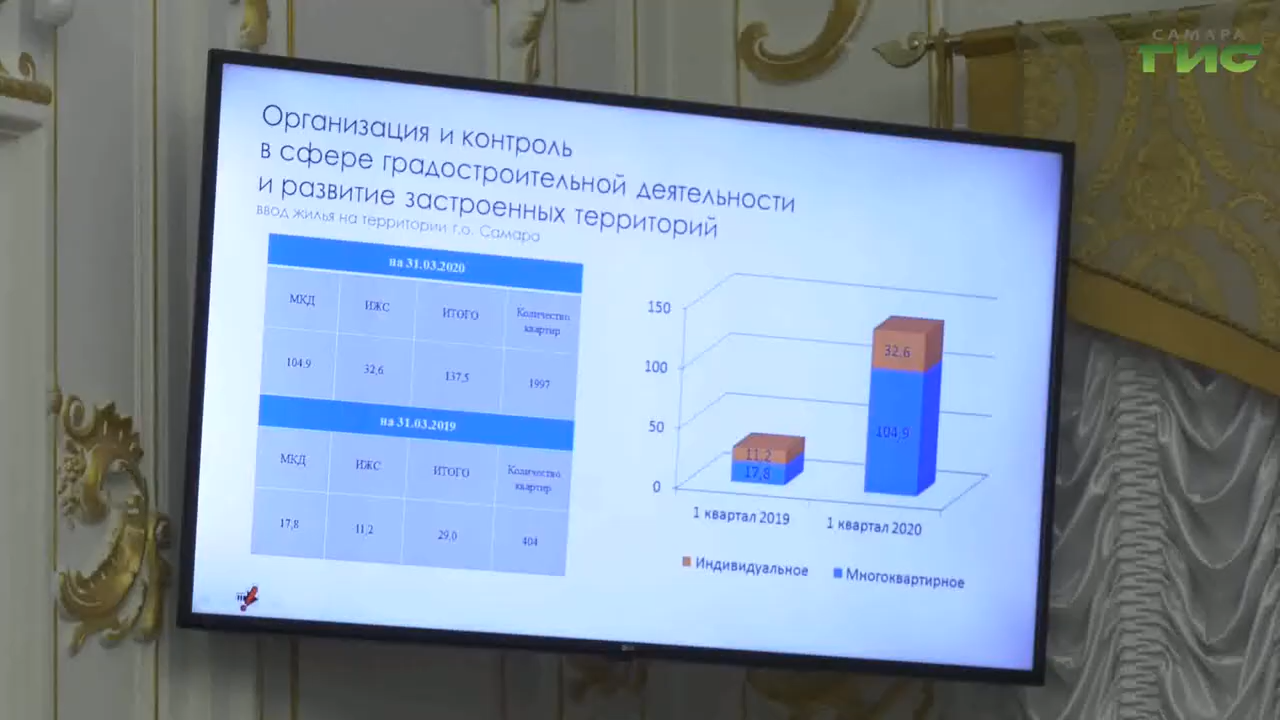 САМАРА
ГИС
Организация и контроль
в сфере градостроительной деятельности
и развитие застроенных территорий
ввод жилья на территории г.о. Самара
на 31.03.2020
МКД ИЖС ИТОГО Количество
квартир
104,9 32,6 137,5 1997
на 31.03.2019
МКД ИЖС ИТОГО Количество
квартир
17,8 11,2 29,0 404
150
100
50
0
32,6
104,9
11,2
17,8
1 квартал 2019 1 квартал 2020
Индивидуальное Многоквартирное